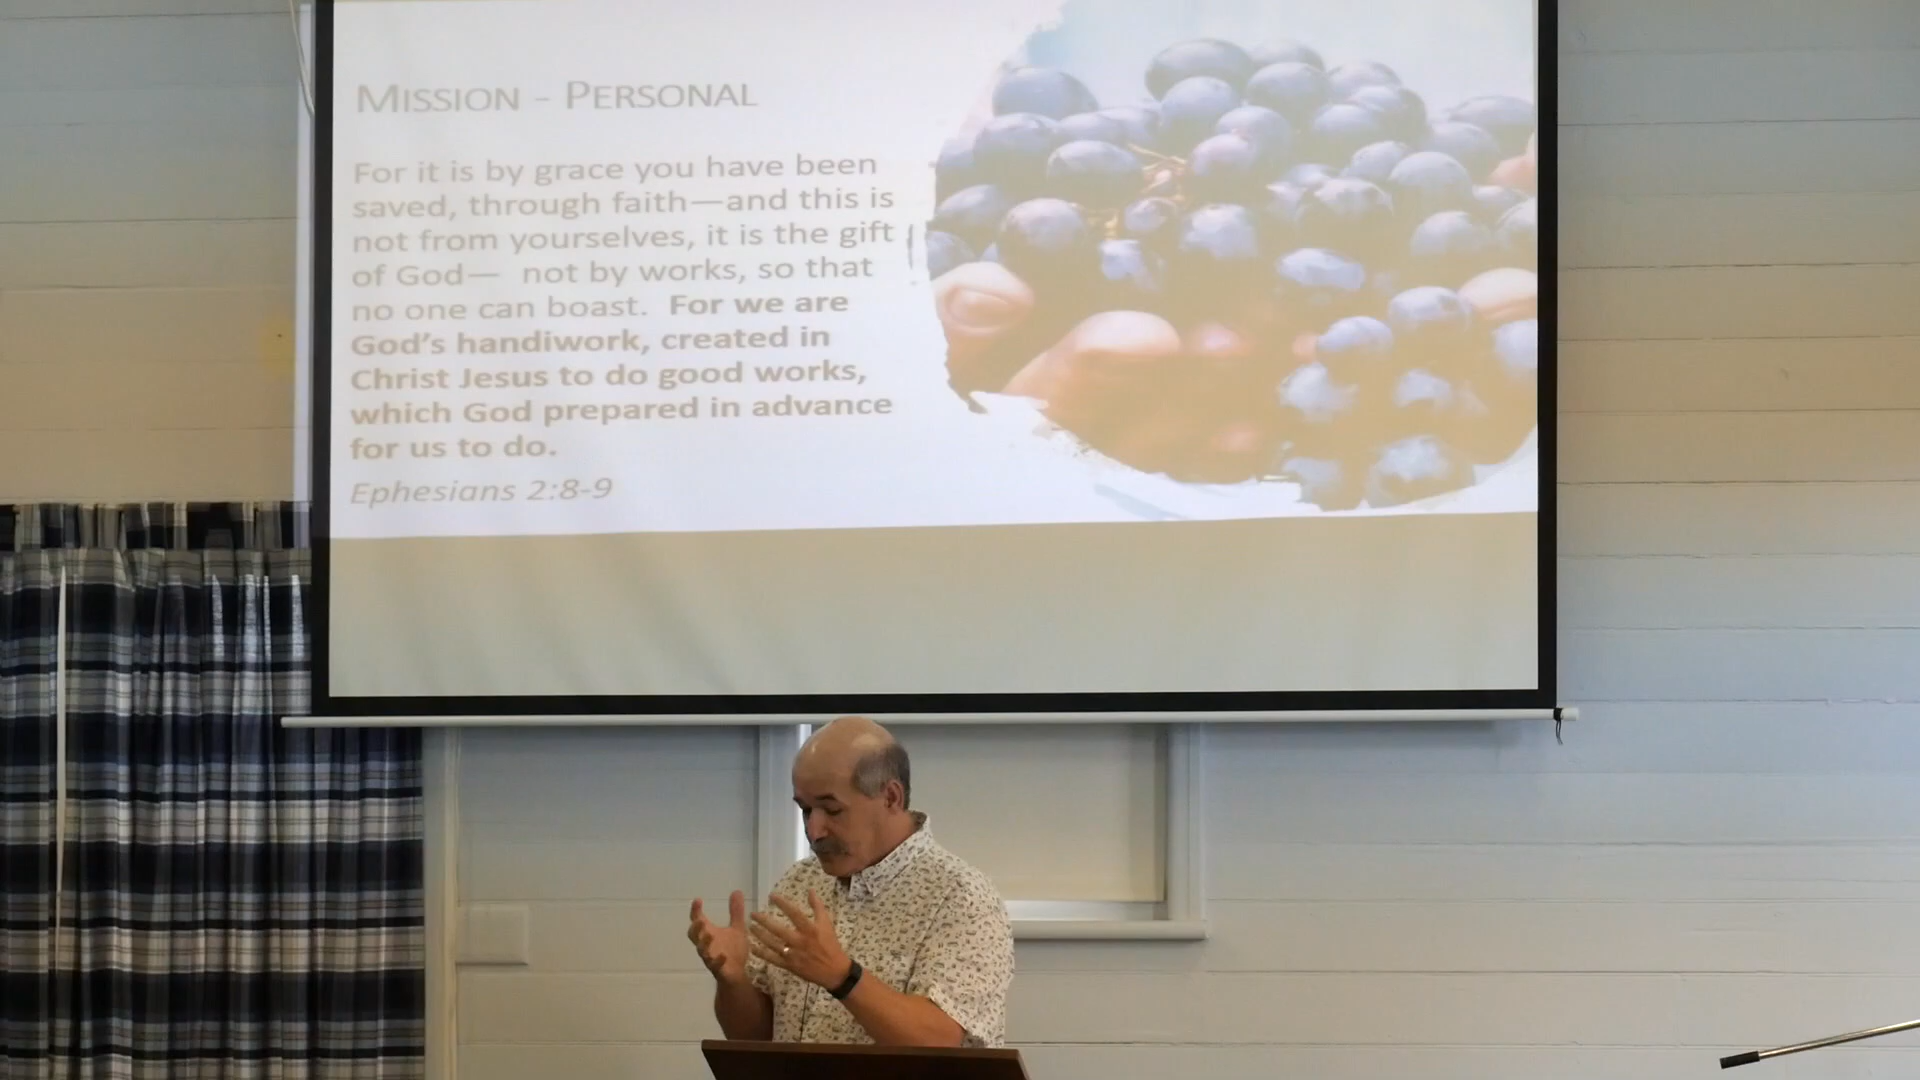 MISSION - PERSONAL
For it is by grace you have been
saved, through faith—and this is
not from yourselves, it is the gift
of God— not by works, so that
no one can boast. For we are
God's handiwork, created in
Christ Jesus to do good works,
which God prepared in advance
for us to do.
Ephesians 2:8-9